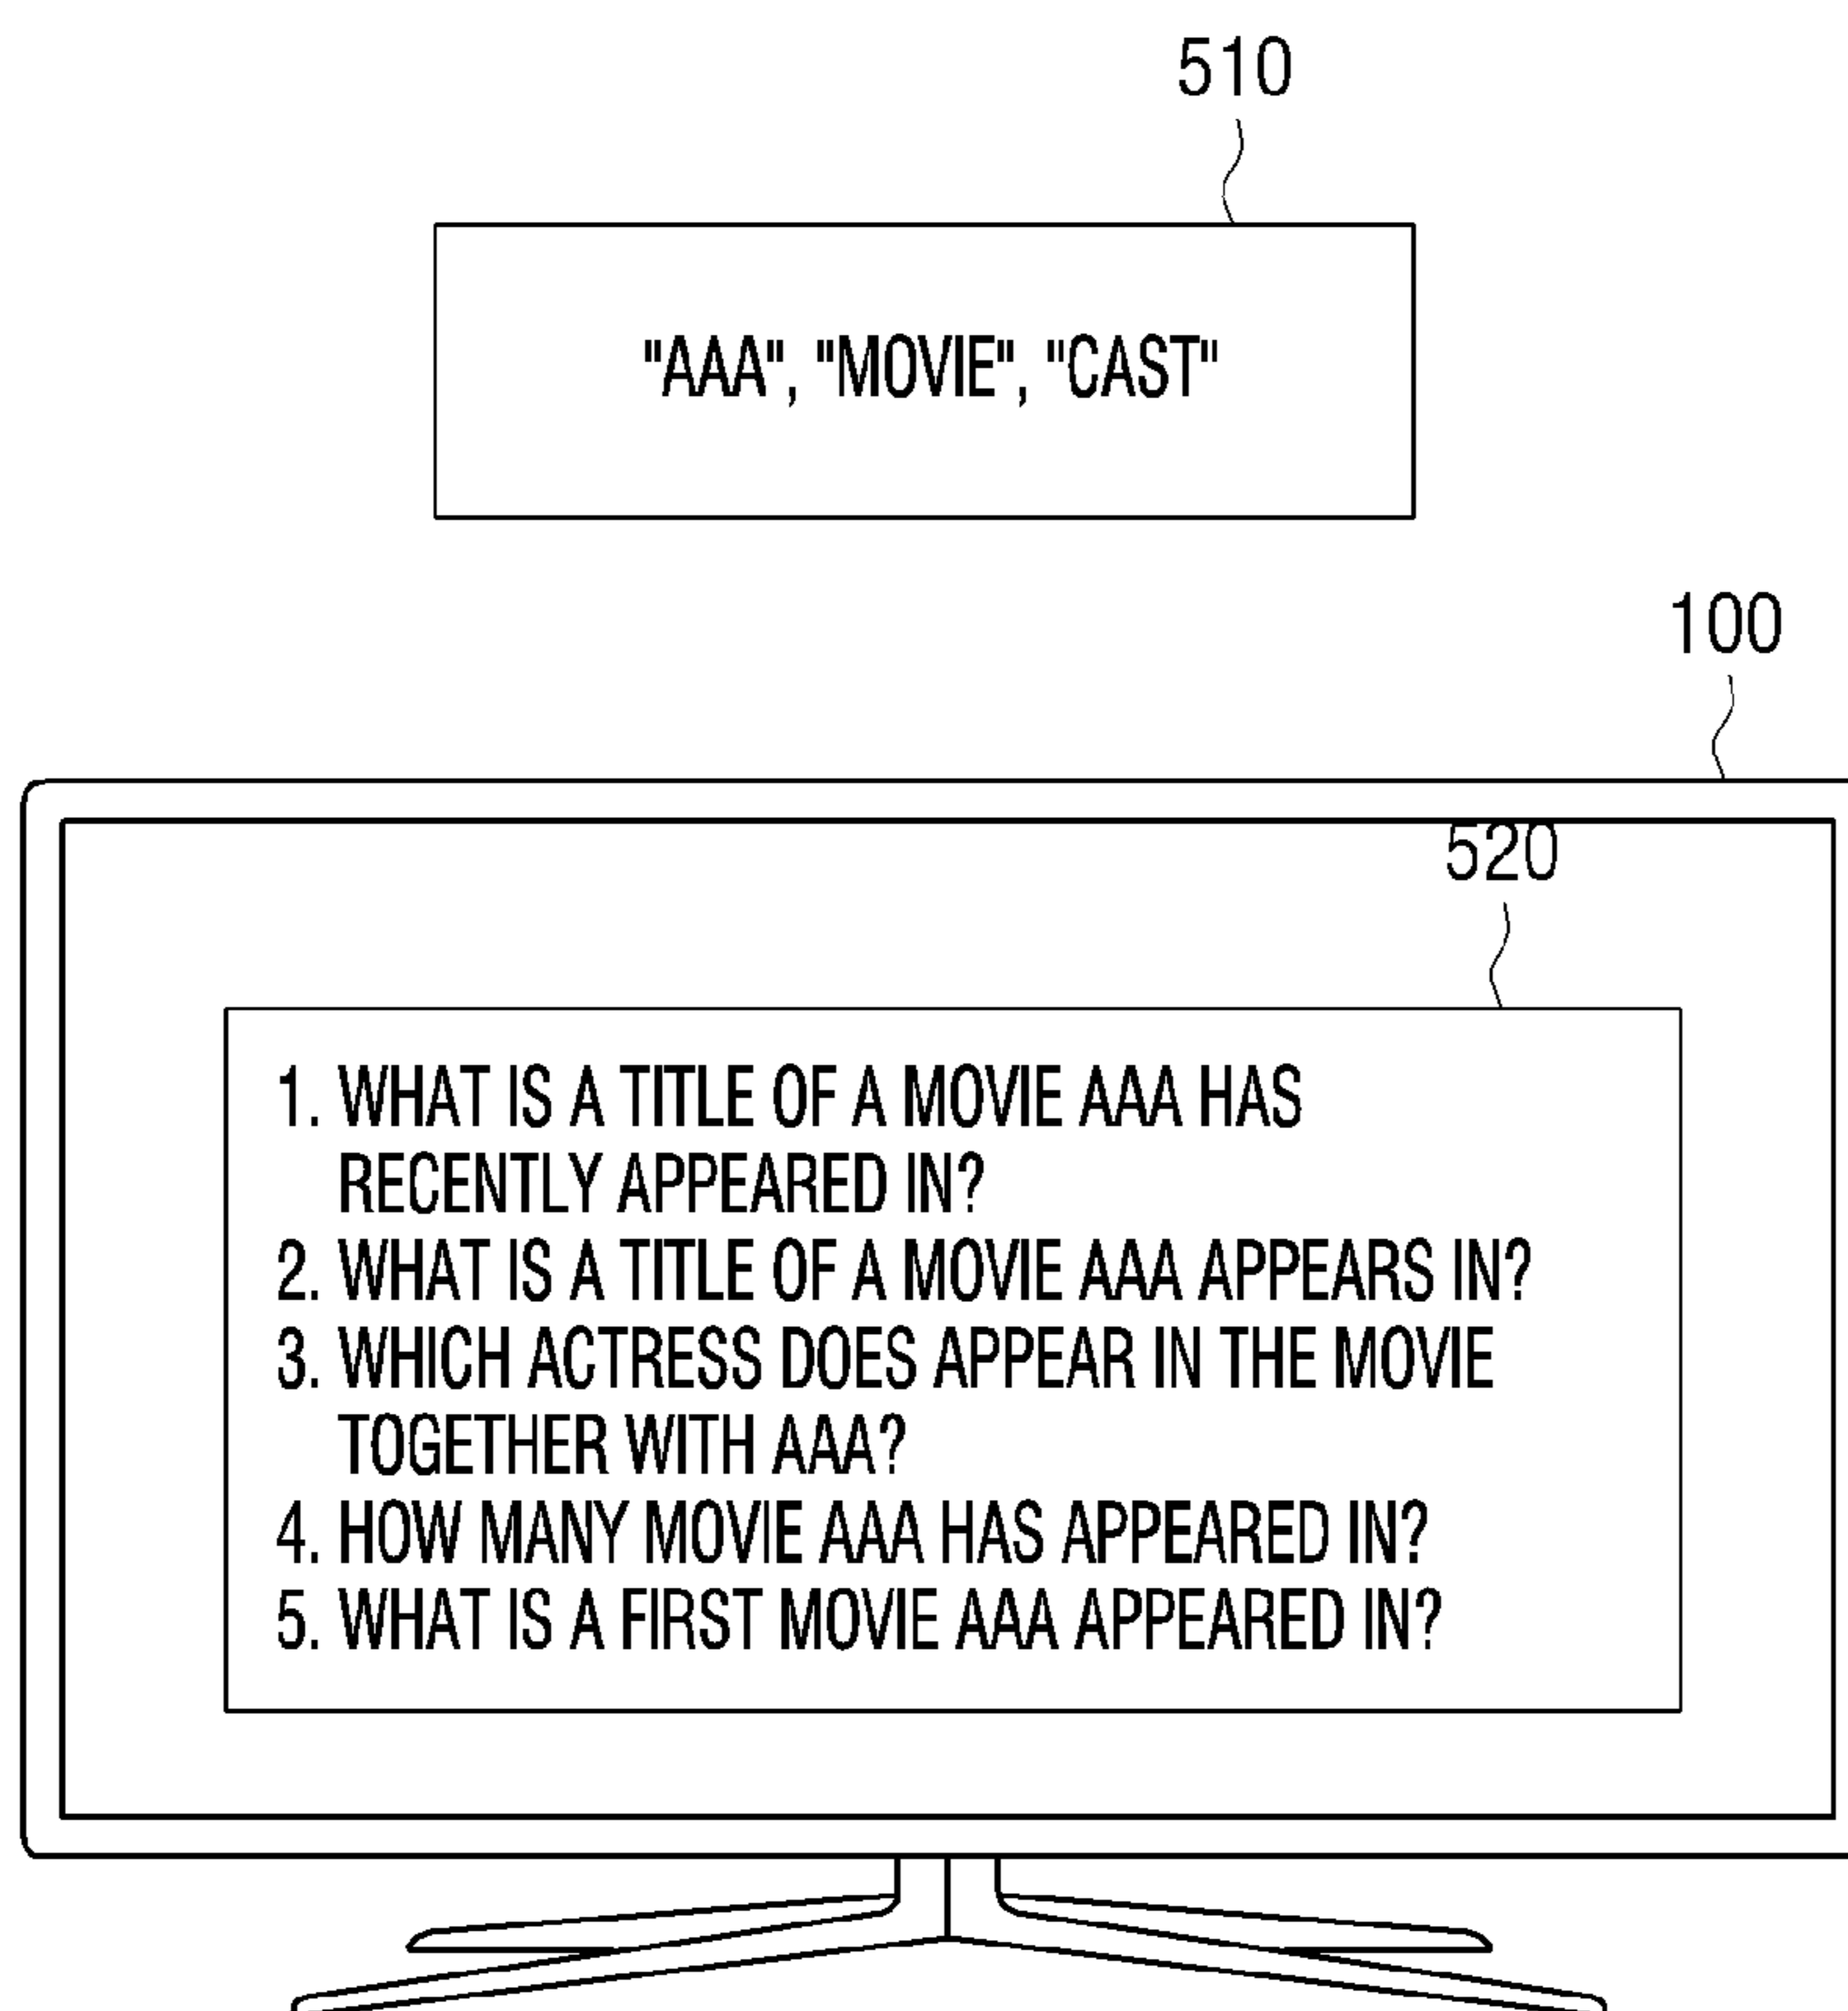 510
"AAA", "MOVIE", "CAST"
100
520
1. WHAT IS A TITLE OF A MOVIE AAA HAS
RECENTLY APPEARED IN?
2. WHAT IS A TITLE OF A MOVIE AAA APPEARS IN?
3. WHICH ACTRESS DOES APPEAR IN THE MOVIE
TOGETHER WITH AAA?
4. HOW MANY MOVIE AAA HAS APPEARED IN?
5. WHAT IS A FIRST MOVIE AAA APPEARED IN?